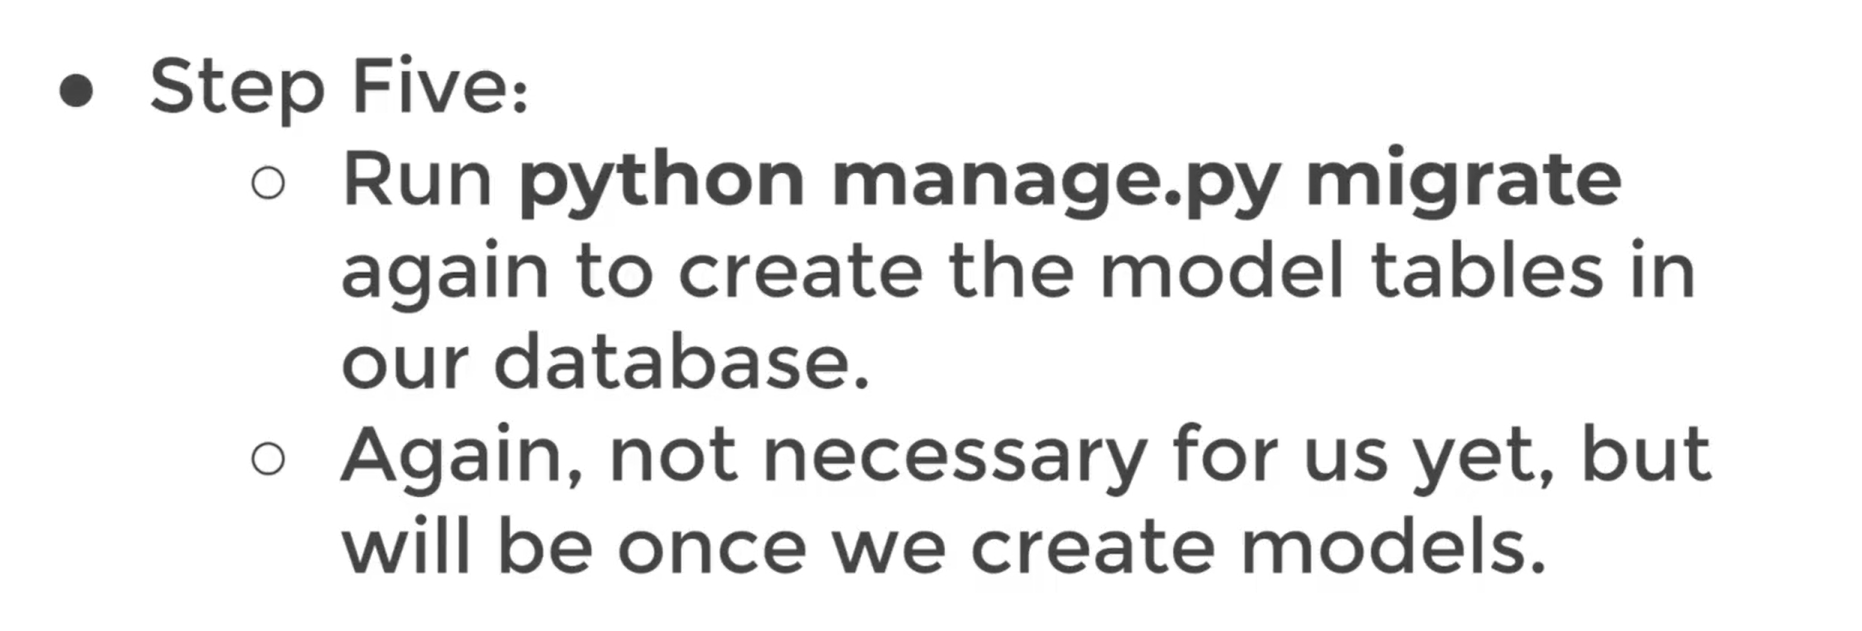 ● Step Five:
○ Run python manage.py migrate
again to create the model tables in
our database.
○ Again, not necessary for us yet, but
will be once we create models.